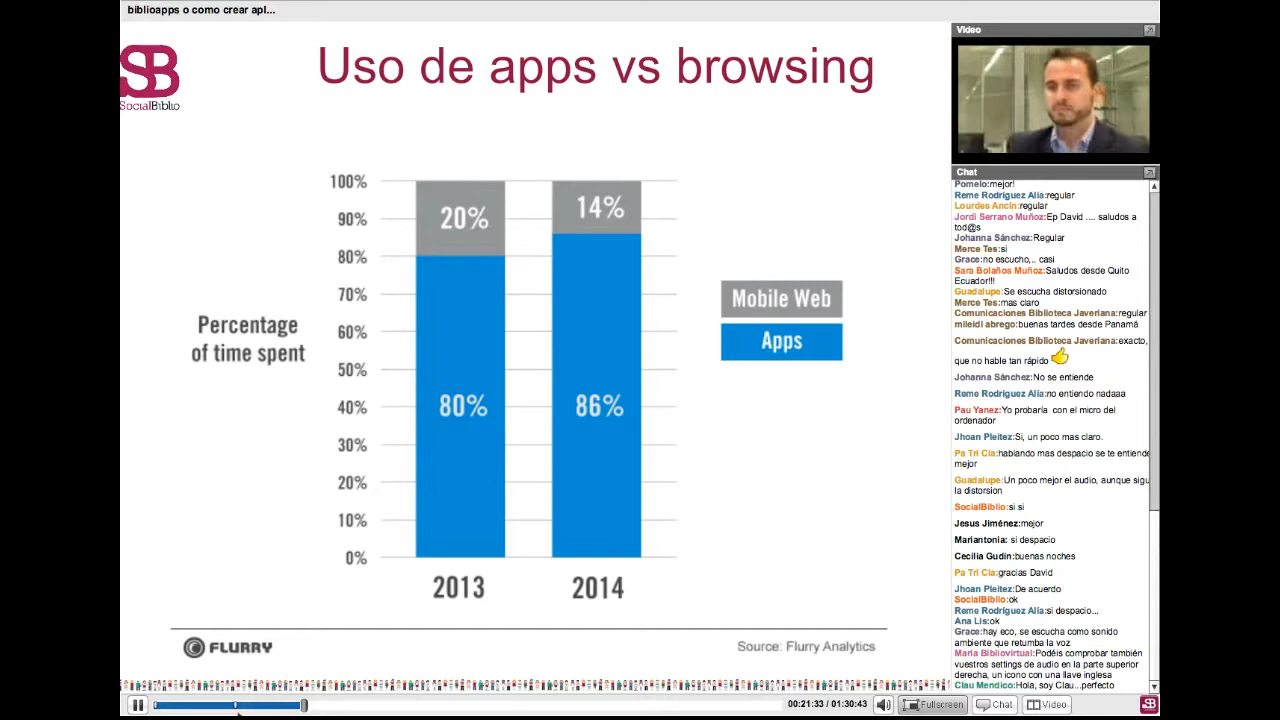 biblioapps o como crear apl...
SB
SOCIALBIBLIO
Uso de apps vs browsing
100%
90%
80%
70%
60%
50%
40%
30%
20%
10%
0%
Percentage
of time spent
20%
80%
14%
86%
2013
2014
Mobile Web
Apps
FLURRY
Source: Flurry Analytics
00:21:33 / 01:30:43
Fullscreen
Chat
Video
SB
Video
Chat
Pomelo:mejor!
Reme Rodríguez Alía:regular
Lourdes Ancín:regular
Jordi Serrano Muñoz:Ep David .... saludos a
tod@s
Johanna Sánchez:Regular
Merce Tes:si
Grace:no escucho,.. casi
Sara Bolaños Muñoz:Saludos desde Quito
Ecuador!!!
Guadalupe:Se escucha distorsionado
Merce Tes:mas claro
Comunicaciones Biblioteca Javeriana:regular
mileidi abrego:buenas tardes desde Panamá
Comunicaciones Biblioteca Javeriana:exacto,
que no hable tan rápido
Johanna Sánchez:No se entiende
Reme Rodríguez Alía:no entiendo nadaaa
Pau Yanez:Yo probaría con el micro del
ordenador
Jhoan Pleitez:Si, un poco mas claro.
Pa Tri Cia:hablando mas despacio se te entiende
mejor
Guadalupe:Un poco mejor el audio, aunque sigu
la distorsion
SocialBiblio:si si
Jesus Jiménez:mejor
Mariantonia: si despacio
Cecilia Gudin:buenas noches
Pa Tri Cia:gracias David
Jhoan Pleitez:De acuerdo
SocialBiblio:ok
Reme Rodríguez Alía:si despacio...
Ana Lis:ok
Grace:hay eco, se escucha como sonido
ambiente que retumba la voz
María Bibliovirtual:Podéis comprobar también
vuestros settings de audio en la parte superior
derecha, un icono con una llave inglesa
Clau Mendico:Hola, soy Clau...perfecto